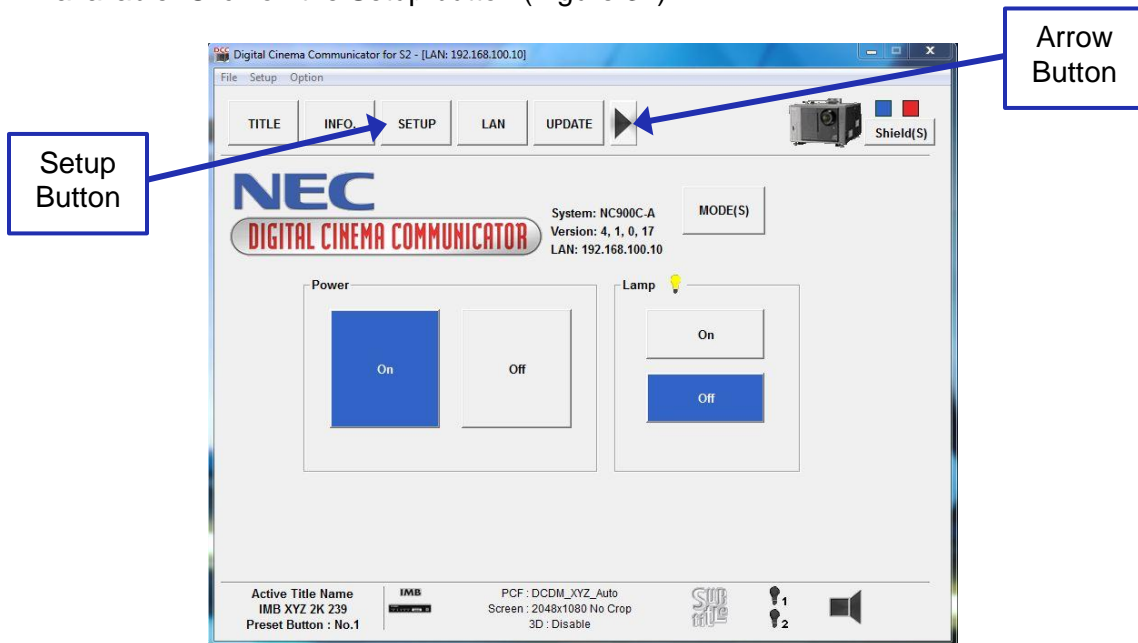 Arrow
Button
Digital Cinema Communicator for S2 - [LAN: 192.168.100.10]
File Setup Option
TITLE INFO. SETUP LAN UPDATE
Shield(S)
Setup
Button
NEC
DIGITAL CINEMA COMMUNICATOR
System: NC900C-A
Version: 4, 1, 0, 17
LAN: 192.168.100.10
MODE(S)
Power
Lamp
On
Off
On
Off
Active Title Name
IMB XYZ 2K 239
Preset Button : No.1
IMB
PCF : DCDM_XYZ_Auto
Screen : 2048x1080 No Crop
3D : Disable
SUB
title
1
2